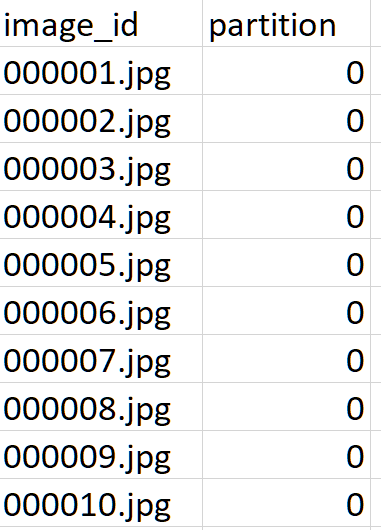 image_id partition
000001.jpg 0
000002.jpg 0
000003.jpg 0
000004.jpg 0
000005.jpg 0
000006.jpg 0
000007.jpg 0
000008.jpg 0
000009.jpg 0
000010.jpg 0